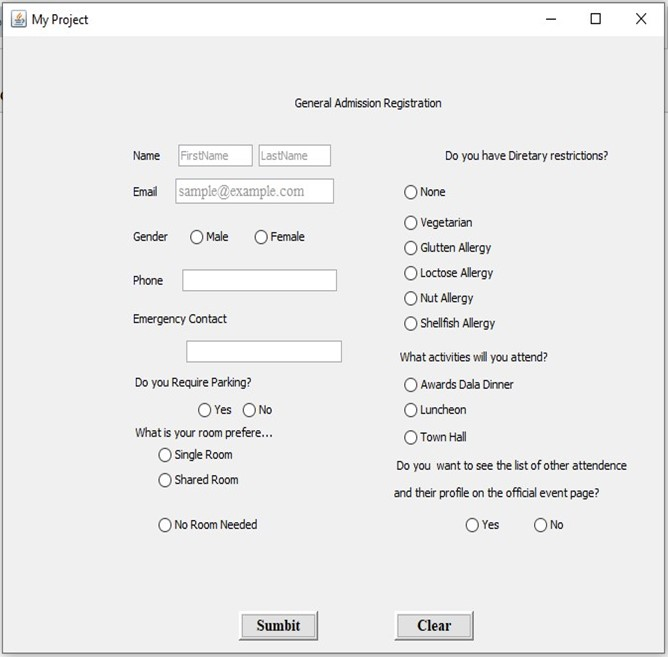 My Project
General Admission Registration
Name FirstName LastName
Email sample@example.com
Gender Male Female
Phone
Emergency Contact
Do you Require Parking?
Yes No
What is your room prefere...
Single Room
Shared Room
No Room Needed
Do you have Diretary restrictions?
None
Vegetarian
Glutten Allergy
Loctose Allergy
Nut Allergy
Shellfish Allergy
What activities will you attend?
Awards Dala Dinner
Luncheon
Town Hall
Do you want to see the list of other attendence
and their profile on the official event page?
Yes No
Sumbit Clear